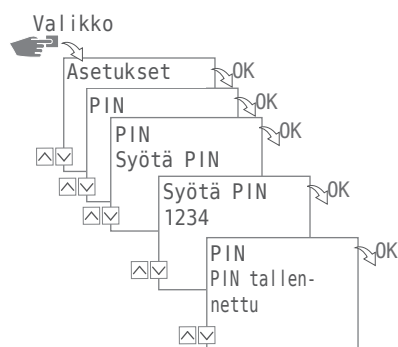 Valikko
Asetukset
OK
PIN
OK
PIN
OK
Syötä PIN
Syötä PIN
OK
1234
PIN
OK
PIN tallen-
nettu